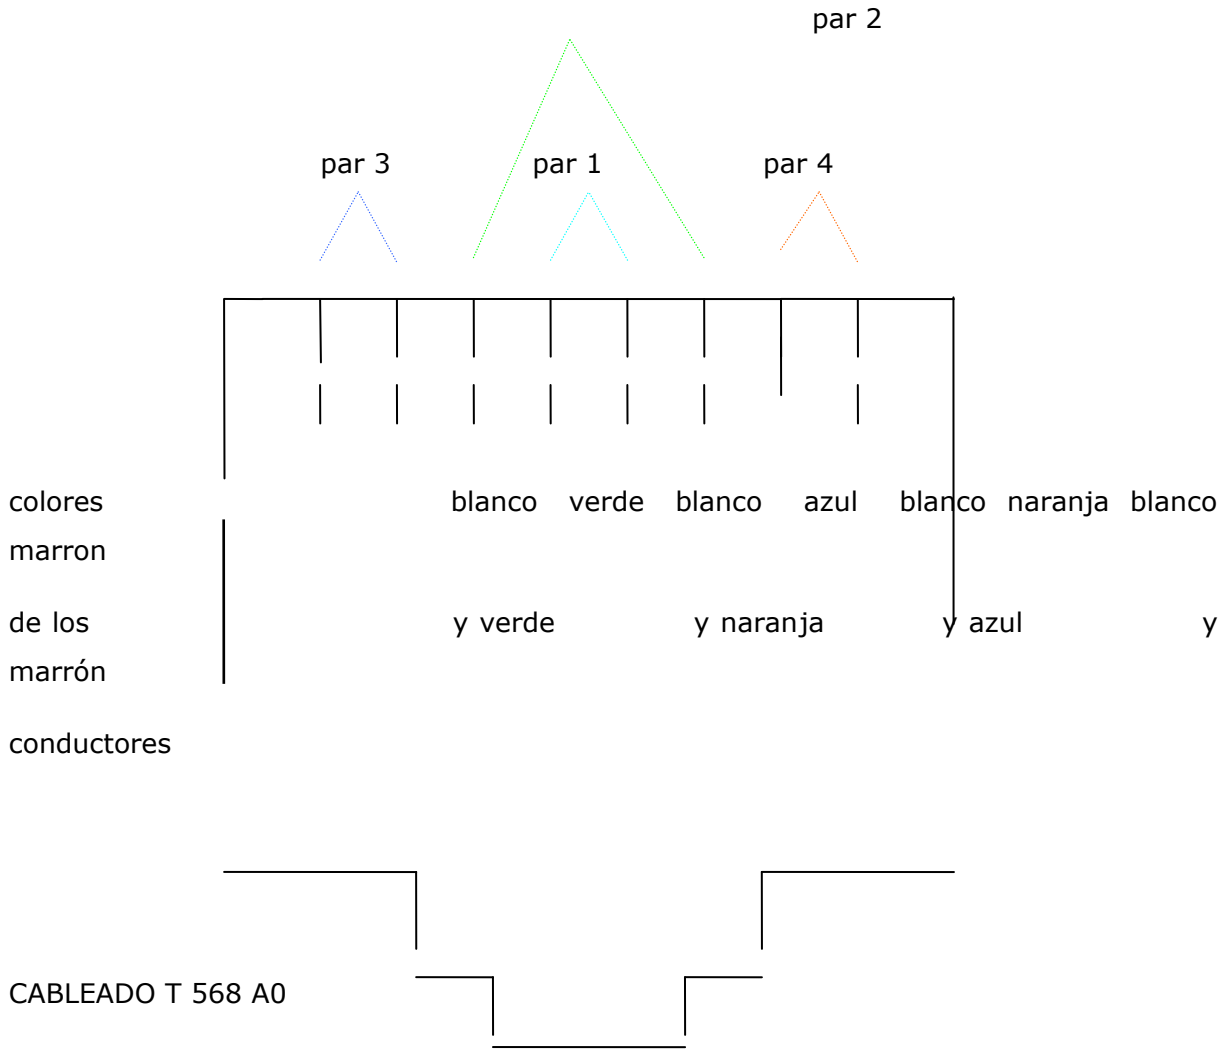 par 2
par 3 par 1 par 4
colores blanco verde blanco azul blanco naranja blanco
marron
de los y verde y naranja y azul y
marrón
conductores
CABLEADO T 568 A0